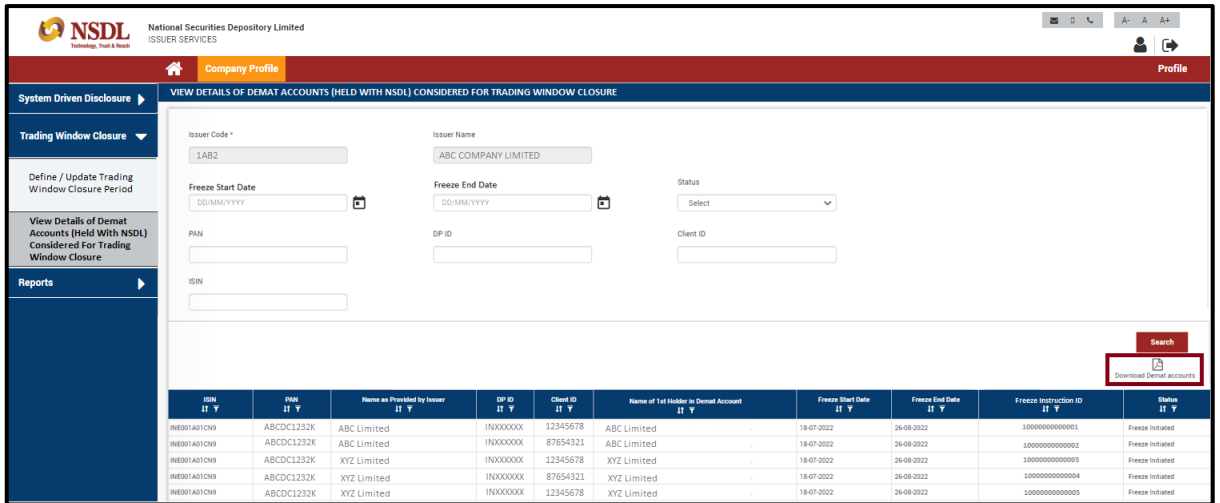 NSDL
Technology, Trust & Reach
National Securities Depository Limited
ISSUER SERVICES
A- A A+
Company Profile
Profile
System Driven Disclosure
Trading Window Closure
Define / Update Trading
Window Closure Period
View Details of Demat
Accounts (Held With NSDL)
Considered For Trading
Window Closure
Reports
VIEW DETAILS OF DEMAT ACCOUNTS (HELD WITH NSDL) CONSIDERED FOR TRADING WINDOW CLOSURE
Issuer Code * Issuer Name
1AB2 ABC COMPANY LIMITED
Freeze Start Date Freeze End Date Status
DD/MM/YYYY DD/MM/YYYY Select
PAN DP ID Client ID
ISIN
Search
Download Demat accounts
ISIN PAN Name as Provided by Issuer DP ID Client ID Name of 1st Holder in Demat Account Freeze Start Date Freeze End Date Freeze Instruction ID Status
INE001A01CN9 ABCDC1232K ABC Limited INXXXXXX 12345678 ABC Limited 18-07-2022 26-08-2022 10000000000001 Freeze Initiated
INE001A01CN9 ABCDC1232K ABC Limited INXXXXXX 87654321 ABC Limited 18-07-2022 26-08-2022 10000000000002 Freeze Initiated
INE001A01CN9 ABCDC1232K XYZ Limited INXXXXXX 12345678 XYZ Limited 18-07-2022 26-08-2022 10000000000003 Freeze Initiated
INE001A01CN9 ABCDC1232K XYZ Limited INXXXXXX 87654321 XYZ Limited 18-07-2022 26-08-2022 10000000000004 Freeze Initiated
INE001A01CN9 ABCDC1232K XYZ Limited INXXXXXX 12345678 XYZ Limited 18-07-2022 26-08-2022 10000000000005 Freeze Initiated